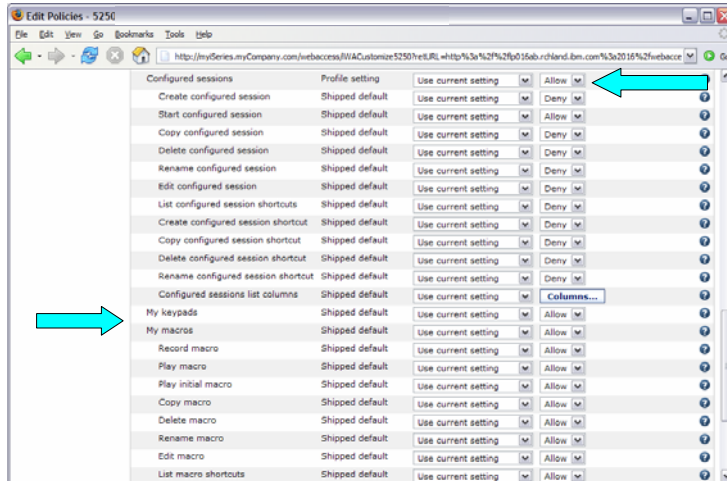 Edit Policies - 5250
File Edit View Go Bookmarks Tools Help
http://myiSeries.myCompany.com/webaccess/iWACustomize5250?retURL=http%3a%2f%2flp016ab.rchland.ibm.com%3a2016%2fwebacce
Configured sessions Profile setting Use current setting Allow
Create configured session Shipped default Use current setting Deny
Start configured session Shipped default Use current setting Allow
Copy configured session Shipped default Use current setting Deny
Delete configured session Shipped default Use current setting Deny
Rename configured session Shipped default Use current setting Deny
Edit configured session Shipped default Use current setting Deny
List configured session shortcuts Shipped default Use current setting Deny
Create configured session shortcut Shipped default Use current setting Deny
Copy configured session shortcut Shipped default Use current setting Deny
Delete configured session shortcut Shipped default Use current setting Deny
Rename configured session shortcut Shipped default Use current setting Deny
Configured sessions list columns Shipped default Use current setting Columns...
My keypads Shipped default Use current setting Allow
My macros Shipped default Use current setting Allow
Record macro Shipped default Use current setting Allow
Play macro Shipped default Use current setting Allow
Play initial macro Shipped default Use current setting Allow
Copy macro Shipped default Use current setting Allow
Delete macro Shipped default Use current setting Allow
Rename macro Shipped default Use current setting Allow
Edit macro Shipped default Use current setting Allow
List macro shortcuts Shipped default Use current setting Allow